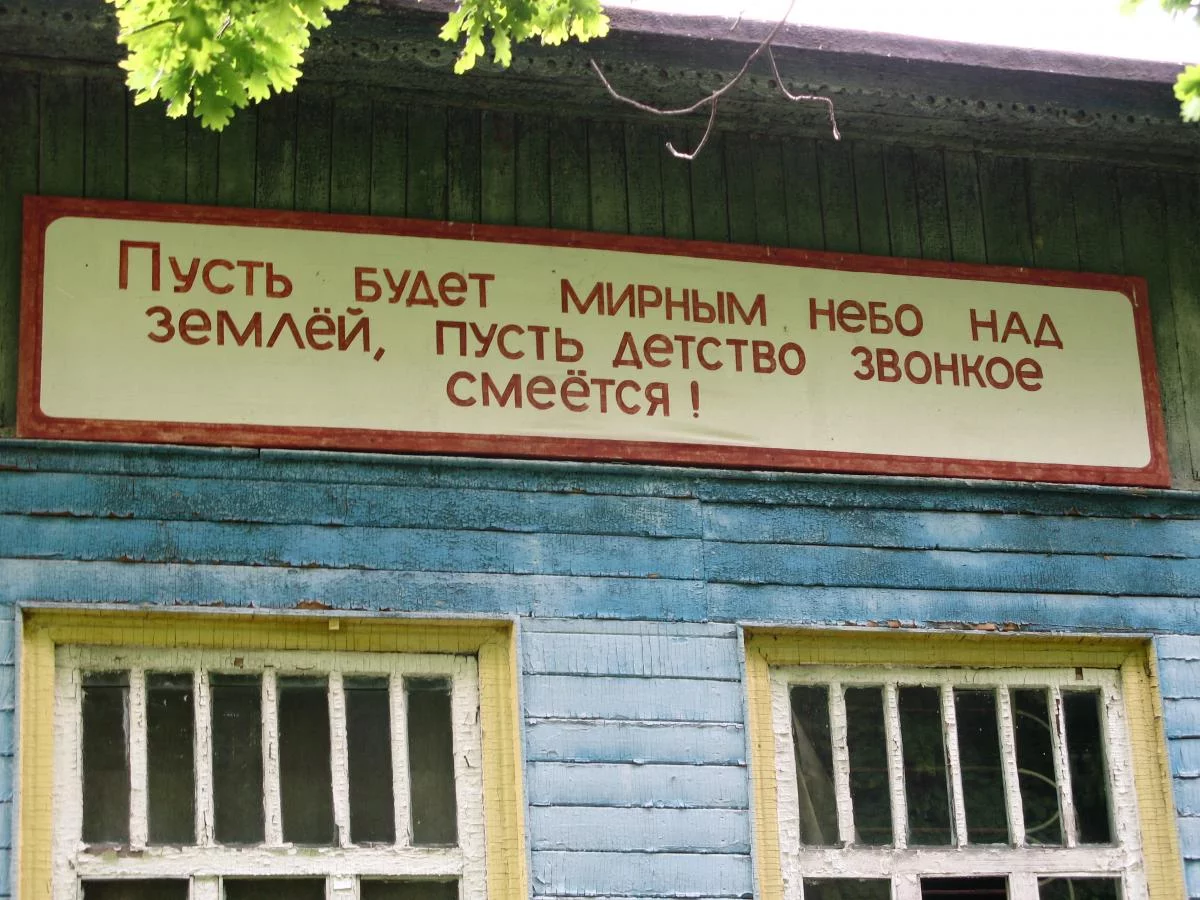 Пусть будет мирным небо над
землёй, пусть детство звонкое
смеётся!